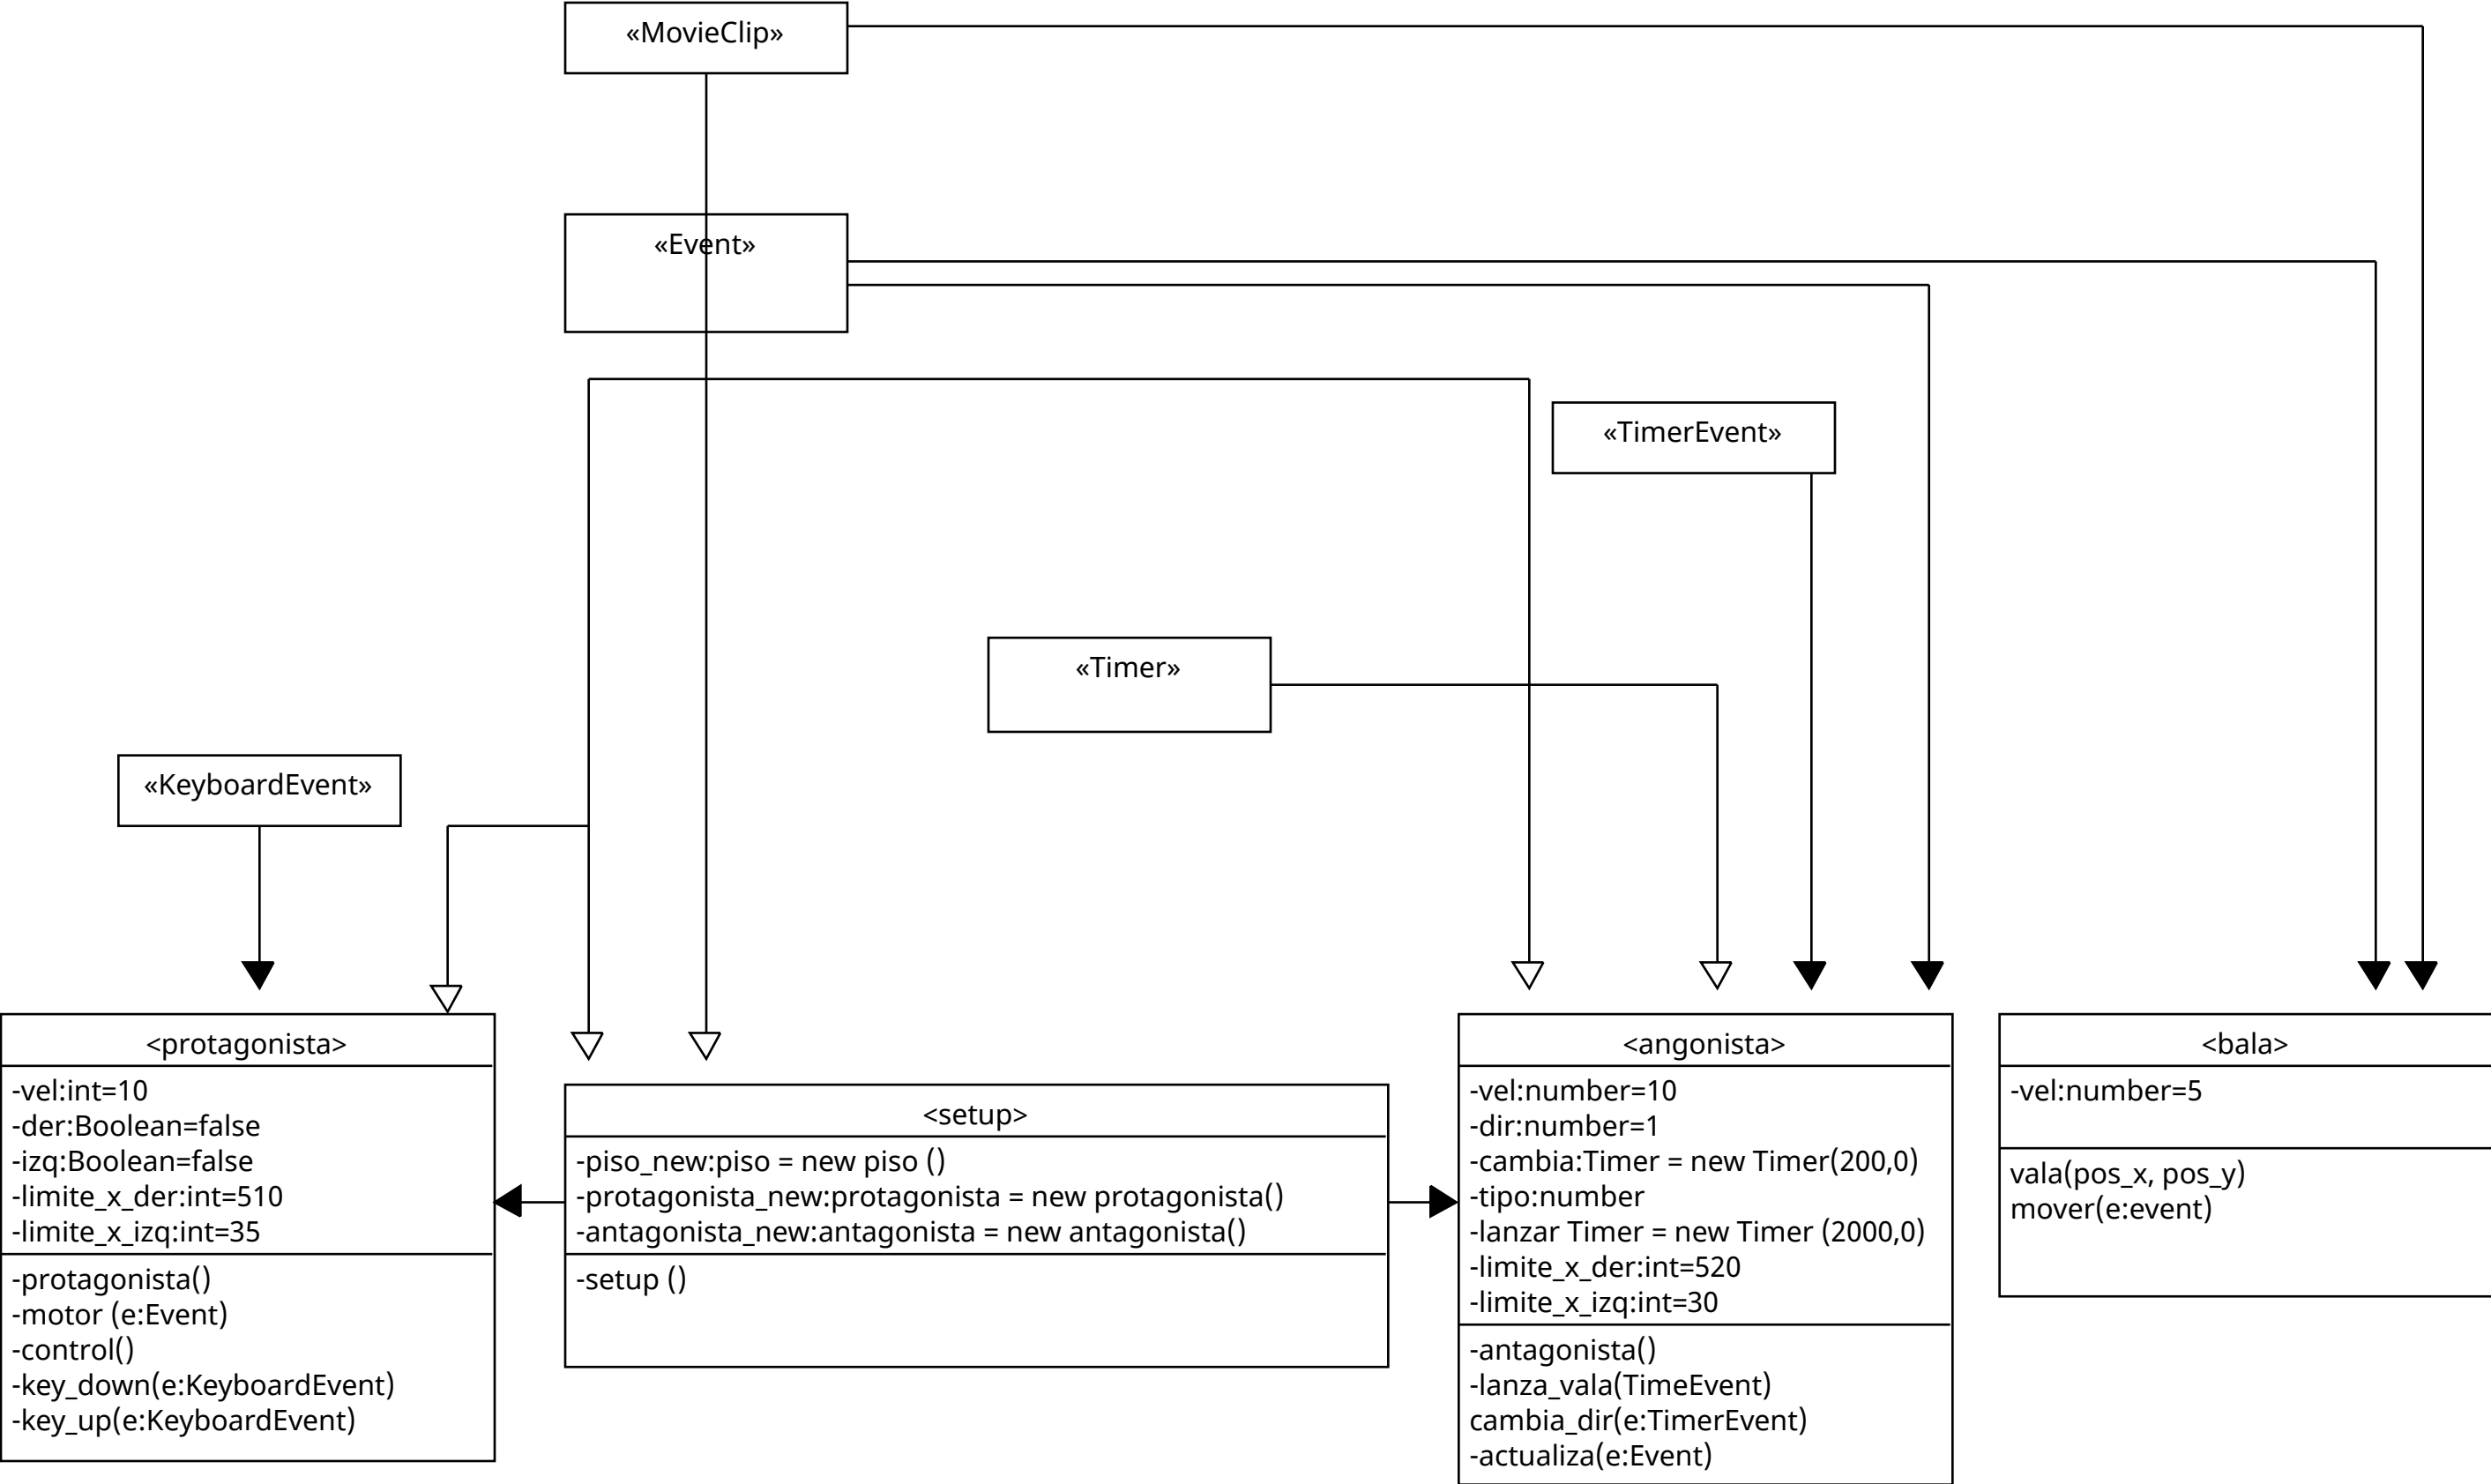 «MovieClip»
«Event»
«TimerEvent»
«Timer»
«KeyboardEvent»
<protagonista>
-vel:int=10
-der:Boolean=false
-izq:Boolean=false
-limite_x_der:int=510
-limite_x_izq:int=35
-protagonista()
-motor (e:Event)
-control()
-key_down(e:KeyboardEvent)
-key_up(e:KeyboardEvent)
<setup>
-piso_new:piso = new piso ()
-protagonista_new:protagonista = new protagonista()
-antagonista_new:antagonista = new antagonista()
-setup ()
<angonista>
-vel:number=10
-dir:number=1
-cambia:Timer = new Timer(200,0)
-tipo:number
-lanzar Timer = new Timer (2000,0)
-limite_x_der:int=520
-limite_x_izq:int=30
-antagonista()
-lanza_vala(TimeEvent)
cambia_dir(e:TimerEvent)
-actualiza(e:Event)
<bala>
-vel:number=5
vala(pos_x, pos_y)
mover(e:event)